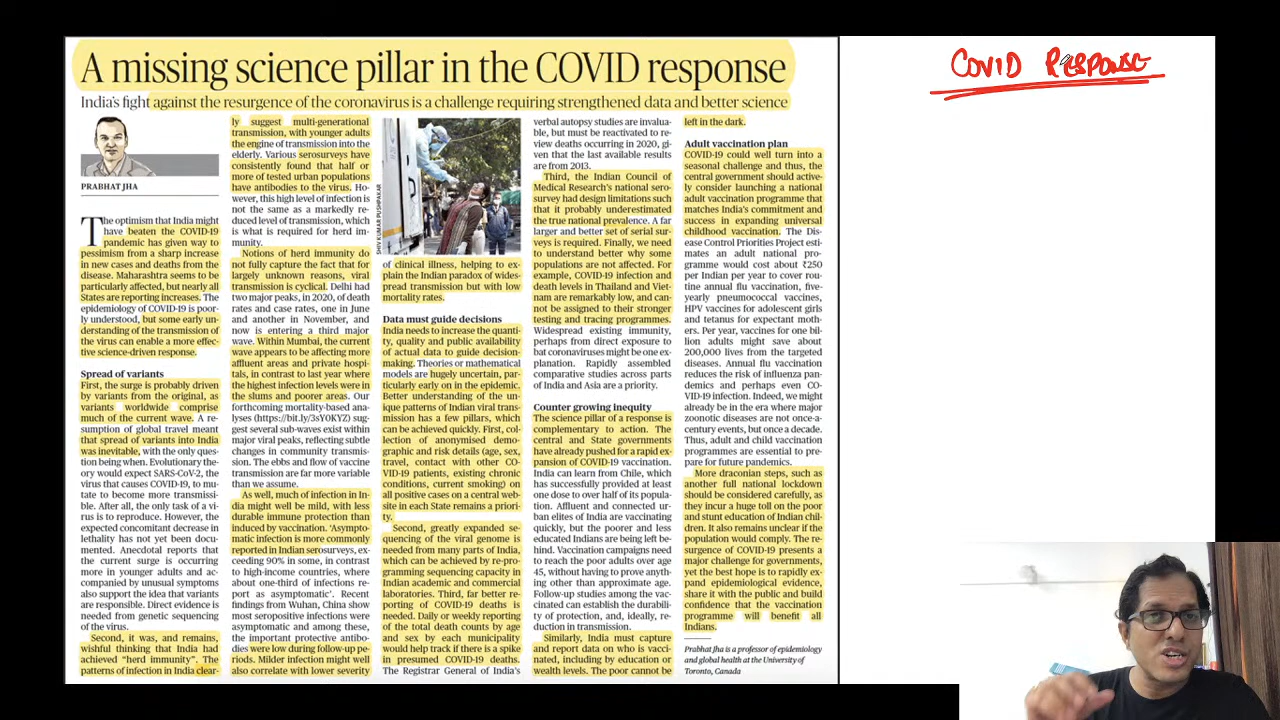 A missing science pillar in the COVID response
India's fight against the resurgence of the coronavirus is a challenge requiring strengthened data and better science
PRABHAT JHA
The optimism that India might
have beaten the COVID-19
pandemic has given way to
pessimism from a sharp increase
in new cases and deaths from the
disease. Maharashtra seems to be
particularly affected, but nearly all
States are reporting increases. The
epidemiology of COVID-19 is poor-
ly understood, but some early un-
derstanding of the transmission of
the virus can enable a more effec-
tive science-driven response.
Spread of variants
First, the surge is probably driven
by variants from the original, as
variants worldwide comprise
much of the current wave. A re-
sumption of global travel meant
that spread of variants into India
was inevitable, with the only ques-
tion being when. Evolutionary the-
ory would expect SARS-CoV-2, the
virus that causes COVID-19, to mu-
tate to become more transmissi-
ble. After all, the only task of a vi-
rus is to reproduce. However, the
expected concomitant decrease in
lethality has not yet been docu-
mented. Anecdotal reports that
the current surge is occurring
more in younger adults and ac-
companied by unusual symptoms
also support the idea that variants
are responsible. Direct evidence is
needed from genetic sequencing
of the virus.
Second, it was, and remains,
wishful thinking that India had
achieved "herd immunity". The
patterns of infection in India clear-
ly suggest multi-generational
transmission, with younger adults
the engine of transmission into the
elderly. Various serosurveys have
consistently found that half or
more of tested urban populations
have antibodies to the virus. Ho-
wever, this high level of infection is
not the same as a markedly re-
duced level of transmission, which
is what is required for herd im-
munity.
Notions of herd immunity do
not fully capture the fact that for
largely unknown reasons, viral
transmission is cyclical. Delhi had
two major peaks, in 2020, of death
rates and case rates, one in June
and another in November, and
now is entering a third major
wave. Within Mumbai, the current
wave appears to be affecting more
affluent areas and private hospi-
tals, in contrast to last year where
the highest infection levels were in
the slums and poorer areas. Our
forthcoming mortality-based ana-
lyses (https://bit.ly/3sY0KYZ) sug-
gest several sub-waves exist within
major viral peaks, reflecting subtle
changes in community transmis-
sion. The ebbs and flow of vaccine
transmission are far more variable
than we assume.
As well, much of infection in In-
dia might well be mild, with less
durable immune protection than
induced by vaccination. 'Asympto-
matic infection is more commonly
reported in Indian serosurveys, ex-
ceeding 90% in some, in contrast
to high-income countries, where
about one-third of infections re-
port as asymptomatic'. Recent
findings from Wuhan, China show
most seropositive infections were
asymptomatic and among these,
the important protective antibo-
dies were low during follow-up pe-
riods. Milder infection might well
also correlate with lower severity
SHIV KUMAR PUSHPAKAR
of clinical illness, helping to ex-
plain the Indian paradox of wides-
pread transmission but with low
mortality rates.
Data must guide decisions
India needs to increase the quanti-
ty, quality and public availability
of actual data to guide decision-
making. Theories or mathematical
models are hugely uncertain, par-
ticularly early on in the epidemic.
Better understanding of the un-
ique patterns of Indian viral trans-
mission has a few pillars, which
can be achieved quickly. First, col-
lection of anonymised demo-
graphic and risk details (age, sex,
travel, contact with other CO-
VID-19 patients, existing chronic
conditions, current smoking) on
all positive cases on a central web-
site in each State remains a priori-
ty.
Second, greatly expanded se-
quencing of the viral genome is
needed from many parts of India,
which can be achieved by re-pro-
gramming sequencing capacity in
Indian academic and commercial
laboratories. Third, far better re-
porting of COVID-19 deaths is
needed. Daily or weekly reporting
of the total death counts by age
and sex by each municipality
would help track if there is a spike
in presumed COVID-19 deaths.
The Registrar General of India's
verbal autopsy studies are invalua-
ble, but must be reactivated to re-
view deaths occurring in 2020, gi-
ven that the last available results
are from 2013.
Third, the Indian Council of
Medical Research's national sero-
survey had design limitations such
that it probably underestimated
the true national prevalence. A far
larger and better set of serial sur-
veys is required. Finally, we need
to understand better why some
populations are not affected. For
example, COVID-19 infection and
death levels in Thailand and Viet-
nam are remarkably low, and can-
not be assigned to their stronger
testing and tracing programmes.
Widespread existing immunity,
perhaps from direct exposure to
bat coronaviruses might be one ex-
planation. Rapidly assembled
comparative studies across parts
of India and Asia are a priority.
Counter growing inequity
The science pillar of a response is
complementary to action. The
central and State governments
have already pushed for a rapid ex-
pansion of COVID-19 vaccination.
India can learn from Chile, which
has successfully provided at least
one dose to over half of its popula-
tion. Affluent and connected ur-
ban elites of India are vaccinating
quickly, but the poorer and less
educated Indians are being left be-
hind. Vaccination campaigns need
to reach the poor adults over age
45, without having to prove anyth-
ing other than approximate age.
Follow-up studies among the vac-
cinated can establish the durabili-
ty of protection, and, ideally, re-
duction in transmission.
Similarly, India must capture
and report data on who is vacci-
nated, including by education or
wealth levels. The poor cannot be
left in the dark.
Adult vaccination plan
COVID-19 could well turn into a
seasonal challenge and thus, the
central government should active-
ly consider launching a national
adult vaccination programme that
matches India's commitment and
success in expanding universal
childhood vaccination. The Dis-
ease Control Priorities Project esti-
mates an adult national pro-
gramme would cost about ₹250
per Indian per year to cover rou-
tine annual flu vaccination, five-
yearly pneumococcal vaccines,
HPV vaccines for adolescent girls
and tetanus for expectant moth-
ers. Per year, vaccines for one bil-
lion adults might save about
200,000 lives from the targeted
diseases. Annual flu vaccination
reduces the risk of influenza pan-
demics and perhaps even CO-
VID-19 infection. Indeed, we might
already be in the era where major
zoonotic diseases are not once-a-
century events, but once a decade.
Thus, adult and child vaccination
programmes are essential to pre-
pare for future pandemics.
More draconian steps, such as
another full national lockdown
should be considered carefully, as
they incur a huge toll on the poor
and stunt education of Indian chil-
dren. It also remains unclear if the
population would comply. The re-
surgence of COVID-19 presents a
major challenge for governments,
yet the best hope is to rapidly ex-
pand epidemiological evidence,
share it with the public and build
confidence that the vaccination
programme will benefit all
Indians.
Prabhat Jha is a professor of epidemiology
and global health at the University of
Toronto, Canada
COVID RESPONSE